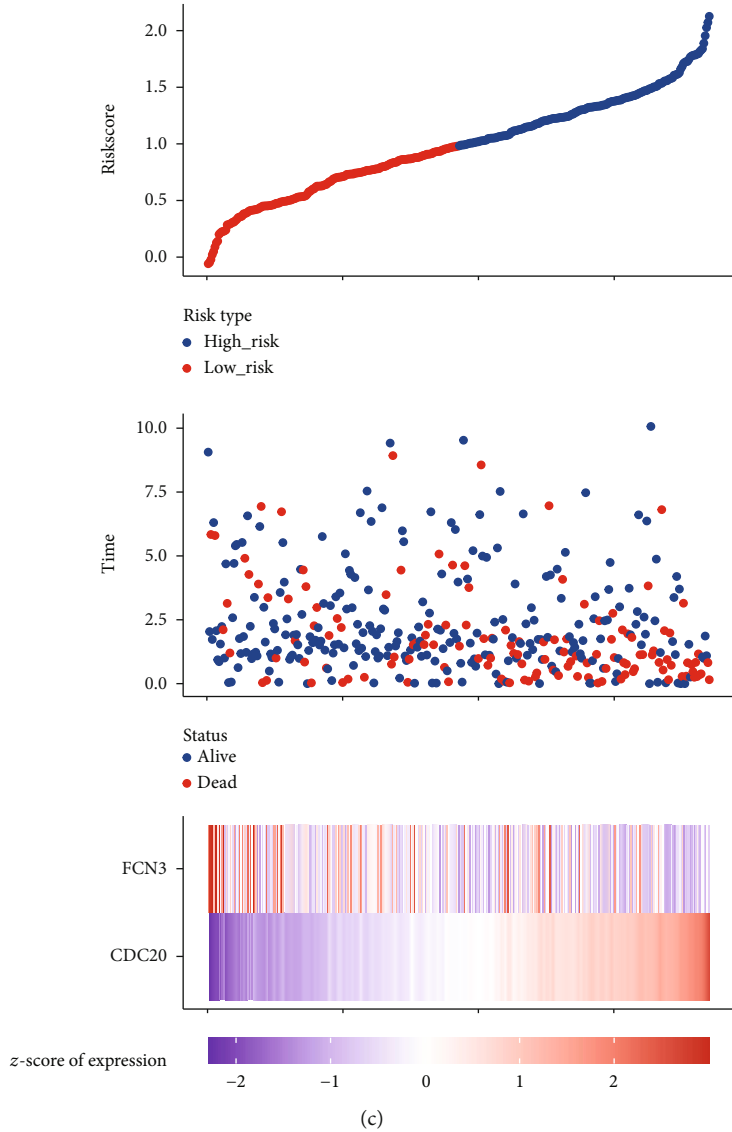 2.0
1.5
1.0
0.5
0.0
Riskscore
Risk type
High_risk
Low_risk
10.0
7.5
5.0
2.5
0.0
Time
Status
Alive
Dead
FCN3
CDC20
z-score of expression
−2 −1 0 1 2
(c)